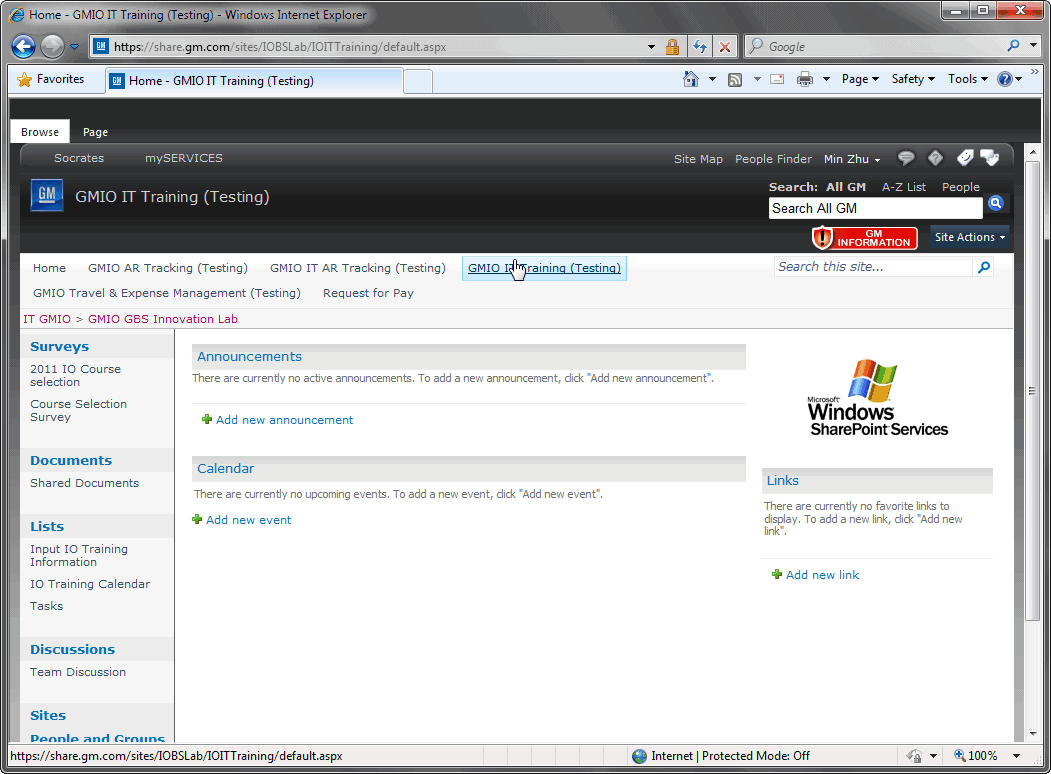 Home - GMIO IT Training (Testing) - Windows Internet Explorer
https://share.gm.com/sites/IOBSLab/IOITTraining/default.aspx
Google
Favorites
Home - GMIO IT Training (Testing)
Page
Safety
Tools
Browse
Page
Socrates
mySERVICES
Site Map
People Finder
Min Zhu
GM
GMIO IT Training (Testing)
Search: All GM
A-Z List
People
Search All GM
GM
INFORMATION
Site Actions
Home
GMIO AR Tracking (Testing)
GMIO IT AR Tracking (Testing)
GMIO IT Training (Testing)
Search this site...
GMIO Travel & Expense Management (Testing)
Request for Pay
IT GMIO > GMIO GBS Innovation Lab
Surveys
2011 IO Course
selection
Course Selection
Survey
Documents
Shared Documents
Lists
Input IO Training
Information
IO Training Calendar
Tasks
Discussions
Team Discussion
Sites
People and Groups
Announcements
There are currently no active announcements. To add a new announcement, click "Add new announcement".
Add new announcement
Calendar
There are currently no upcoming events. To add a new event, click "Add new event".
Add new event
Microsoft
Windows
SharePoint Services
Links
There are currently no favorite links to
display. To add a new link, click "Add new
link".
Add new link
https://share.gm.com/sites/IOBSLab/IOITTraining/default.aspx
Internet | Protected Mode: Off
100%